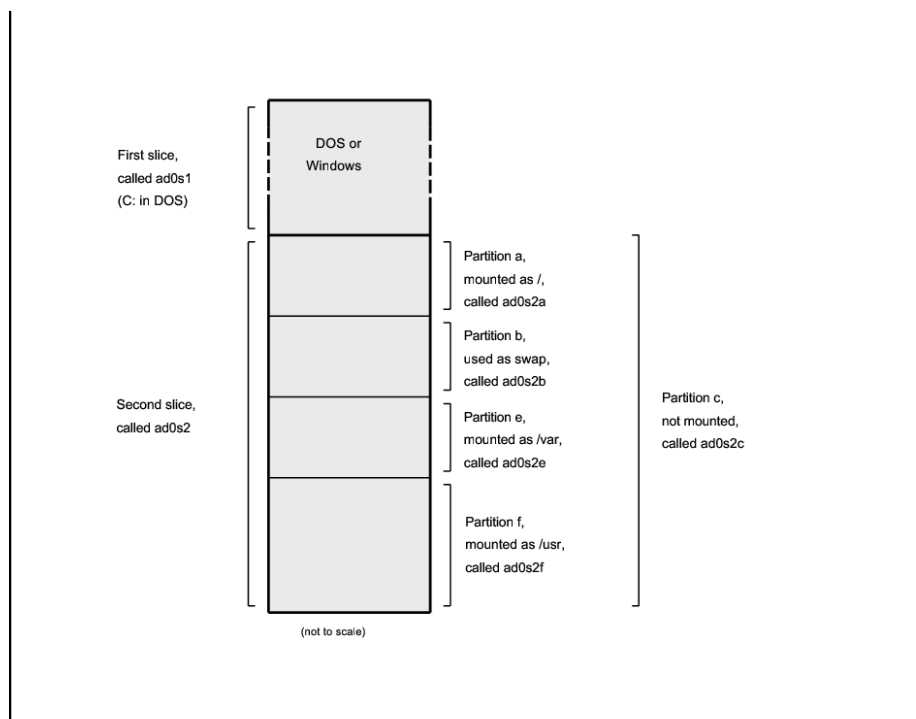 DOS or
Windows
First slice,
called ad0s1
(C: in DOS)
Partition a,
mounted as /,
called ad0s2a
Partition b,
used as swap,
called ad0s2b
Second slice,
called ad0s2
Partition e,
mounted as /var,
called ad0s2e
Partition c,
not mounted,
called ad0s2c
Partition f,
mounted as /usr,
called ad0s2f
(not to scale)